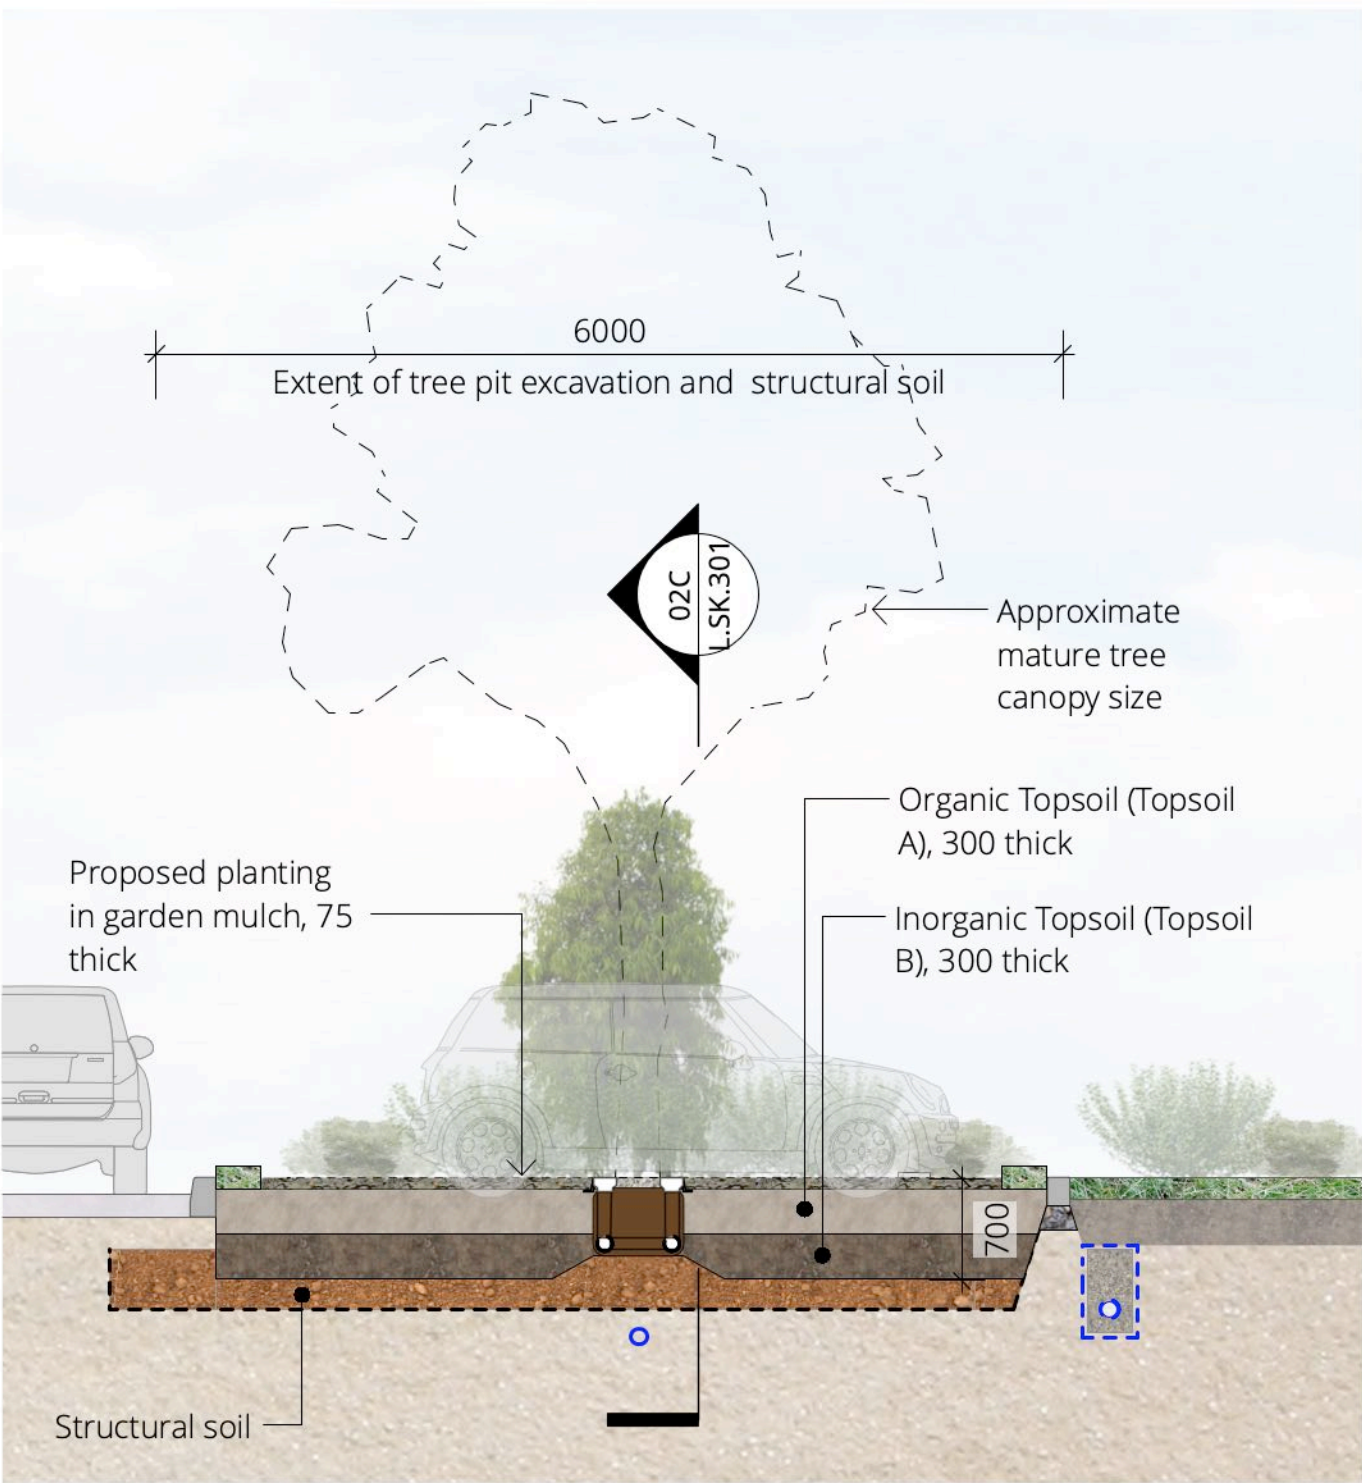 6000
Extent of tree pit excavation and structural soil
02C
L.SK.301
Approximate
mature tree
canopy size
Organic Topsoil (Topsoil
A), 300 thick
Proposed planting
in garden mulch, 75
thick
Inorganic Topsoil (Topsoil
B), 300 thick
700
Structural soil